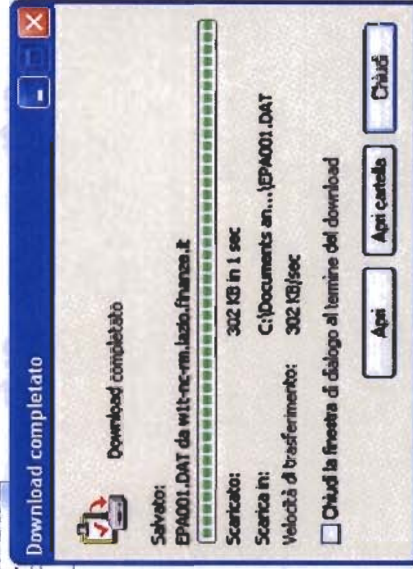 Download completato
Download completato
Salvato:
EPA001.DAT da wit-nc-rm.lazio.finanze.it
Scaricato: 302 KB in 1 sec
Scarica in: C:\Documents an...\EPA001.DAT
Velocità di trasferimento: 302 KB/sec
Chiudi la finestra di dialogo al termine del download
Apri Apri cartella Chiudi